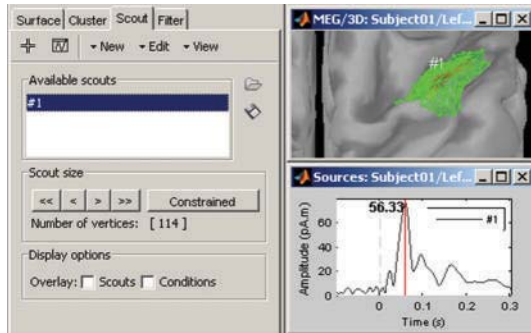 Surface Cluster Scout Filter
New Edit View
Available scouts
#1
Scout size
<< < > >> Constrained
Number of vertices: [ 114 ]
Display options
Overlay: Scouts Conditions
MEG/3D: Subject01/Lef...
#1
Sources: Subject01/Lef...
56.33
#1
Amplitude (pA.m)
60
40
20
0
0 0.1 0.2 0.3
Time (s)